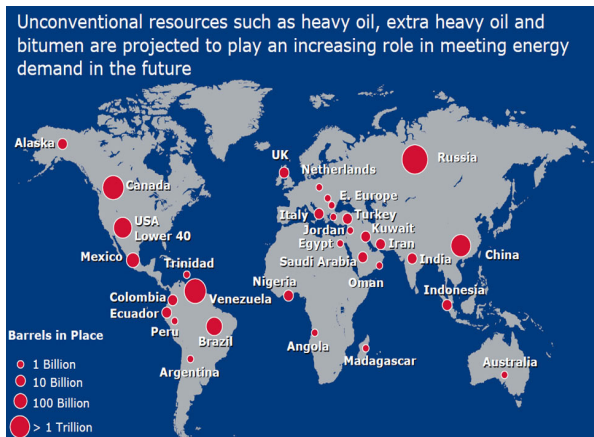 Unconventional resources such as heavy oil, extra heavy oil and
bitumen are projected to play an increasing role in meeting energy
demand in the future
Alaska
Canada
USA
Lower 40
Mexico
Trinidad
Colombia
Venezuela
Ecuador
Peru
Brazil
Argentina
UK
Netherlands
Russia
E. Europe
Italy
Turkey
Jordan
Kuwait
Egypt
Iran
Saudi Arabia
India
China
Oman
Nigeria
Indonesia
Angola
Madagascar
Australia
Barrels in Place
1 Billion
10 Billion
100 Billion
> 1 Trillion